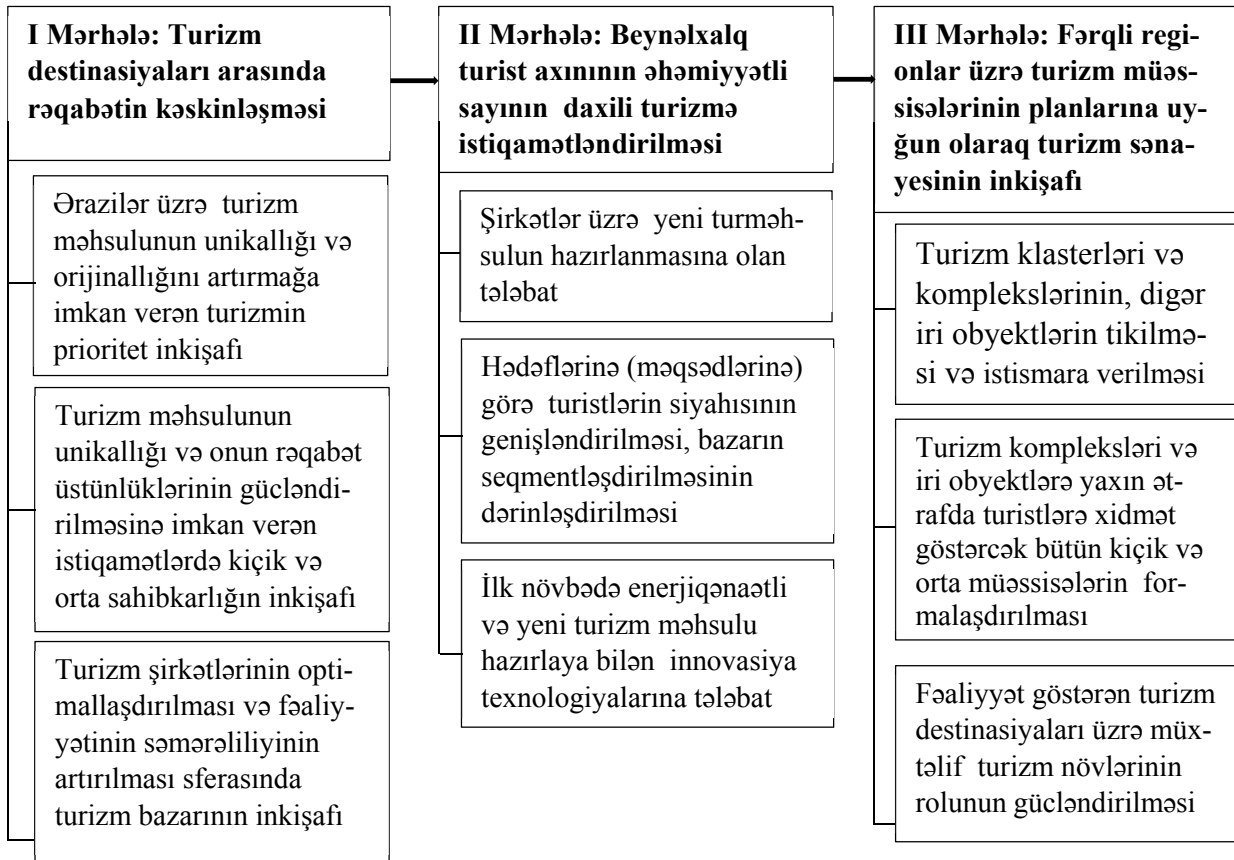 I Mərhələ: Turizm
destinasiyaları arasında
rəqabətin kəskinləşməsi
Ərazilər üzrə turizm
məhsulunun unikallığı və
orijinallığını artırmağa
imkan verən turizmin
prioritet inkişafı
Turizm məhsulunun
unikallığı və onun rəqabət
üstünlüklərinin gücləndi-
rilməsinə imkan verən
istiqamətlərdə kiçik və
orta sahibkarlığın inkişafı
Turizm şirkətlərinin opti-
mallaşdırılması və fəaliy-
yətinin səmərəliliyinin
artırılması sferasında
turizm bazarının inkişafı
II Mərhələ: Beynəlxalq
turist axınının əhəmiyyətli
sayının daxili turizmə
istiqamətləndirilməsi
Şirkətlər üzrə yeni turməh-
sulun hazırlanmasına olan
tələbat
Hədəflərinə (məqsədlərinə)
görə turistlərin siyahısının
genişləndirilməsi, bazarın
seqmentləşdirilməsinin
dərinləşdirilməsi
İlk növbədə enerjiqənaətli
və yeni turizm məhsulu
hazırlaya bilən innovasiya
texnologiyalarına tələbat
III Mərhələ: Fərqli regi-
onlar üzrə turizm müəs-
sisələrinin planlarına uy-
ğun olaraq turizm səna-
yesinin inkişafı
Turizm klasterləri və
komplekslərinin, digər
iri obyektlərin tikilmə-
si və istismara verilməsi
Turizm kompleksləri və
iri obyektlərə yaxın ət-
rafda turistlərə xidmət
göstərcək bütün kiçik və
orta müəssisələrin for-
malaşdırılması
Fəaliyyət göstərən turizm
destinasiyaları üzrə müx-
təlif turizm növlərinin
rolunun gücləndirilməsi